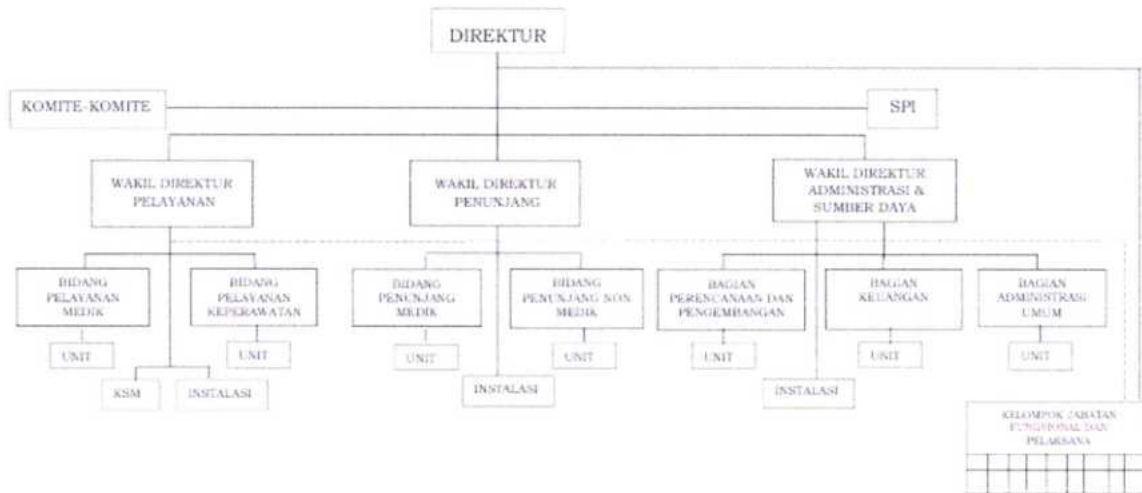 DIREKTUR
KOMITE-KOMITE
SPI
WAKIL DIREKTUR
PELAYANAN
WAKIL DIREKTUR
PENUNJANG
WAKIL DIREKTUR
ADMINISTRASI &
SUMBER DAYA
BIDANG
PELAYANAN
MEDIK
BIDANG
PELAYANAN
KEPERAWATAN
BIDANG
PENUNJANG
MEDIK
BIDANG
PENUNJANG NON
MEDIK
BAGIAN
PERENCANAAN DAN
PENGEMBANGAN
BAGIAN
KEUANGAN
BAGIAN
ADMINISTRASI
UMUM
UNIT
UNIT
UNIT
UNIT
UNIT
UNIT
UNIT
KSM
INSTALASI
INSTALASI
INSTALASI
KELOMPOK JABATAN
FUNGSIONAL DAN
PELAKSANA